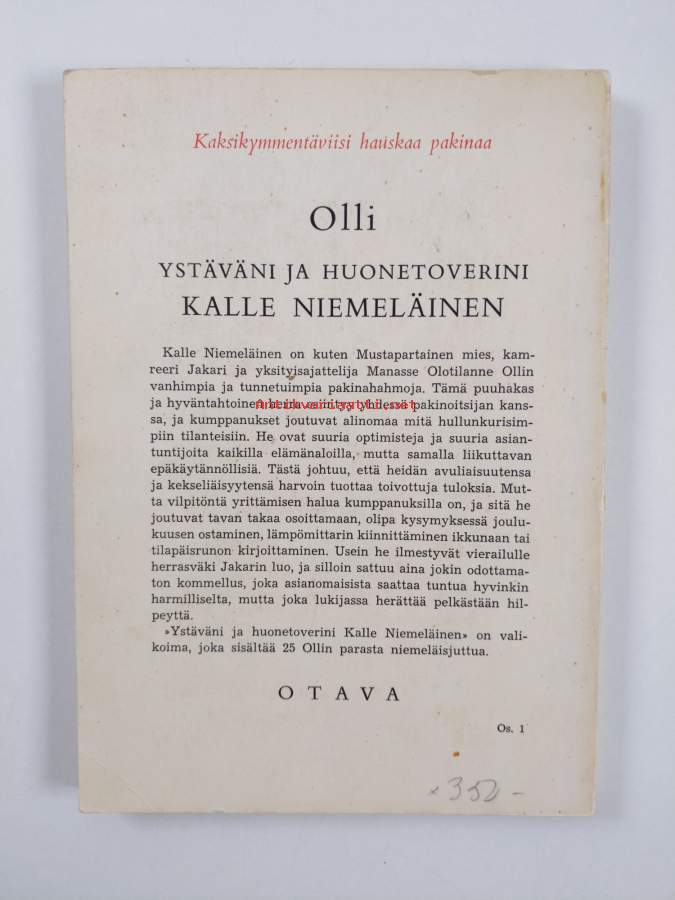 Kaksikymmentäviisi hauskaa pakinaa
Olli
YSTÄVÄNI JA HUONETOVERINI
KALLE NIEMELÄINEN
Kalle Niemeläinen on kuten Mustapartainen mies, kam-
reeri Jakari ja yksityisajattelija Manasse Olotilanne Ollin
vanhimpia ja tunnetuimpia pakinahahmoja. Tämä puuhakas
ja hyväntahtoinen pakinoitsijan kans-
Antikvariaatti.net
sa, ja kumppanukset joutuvat alinomaa mitä hullunkurisim-
piin tilanteisiin. He ovat suuria optimisteja ja suuria asian-
tuntijoita kaikilla elämänaloilla, mutta samalla liikuttavan
epäkäytännöllisiä. Tästä johtuu, että heidän avuliaisuutensa
ja kekseliäisyytensä harvoin tuottaa toivottuja tuloksia. Mut-
ta vilpitöntä yrittämisen halua kumppanuksilla on, ja sitä he
joutuvat tavan takaa osoittamaan, olipa kysymyksessä joulu-
kuusen ostaminen, lämpömittarin kiinnittäminen ikkunaan tai
tilapäisrunon kirjoittaminen. Usein he ilmestyvät vierailulle
herrasväki Jakarin luo, ja silloin sattuu aina jokin odottama-
ton kommellus, joka asianomaisista saattaa tuntua hyvinkin
harmilliselta, mutta joka lukijassa herättää pelkästään hil-
peyttä.
»Ystäväni ja huonetoverini Kalle Niemeläinen» on vali-
koima, joka sisältää 25 Ollin parasta niemeläisjuttua.
OTAVA
Os. 1